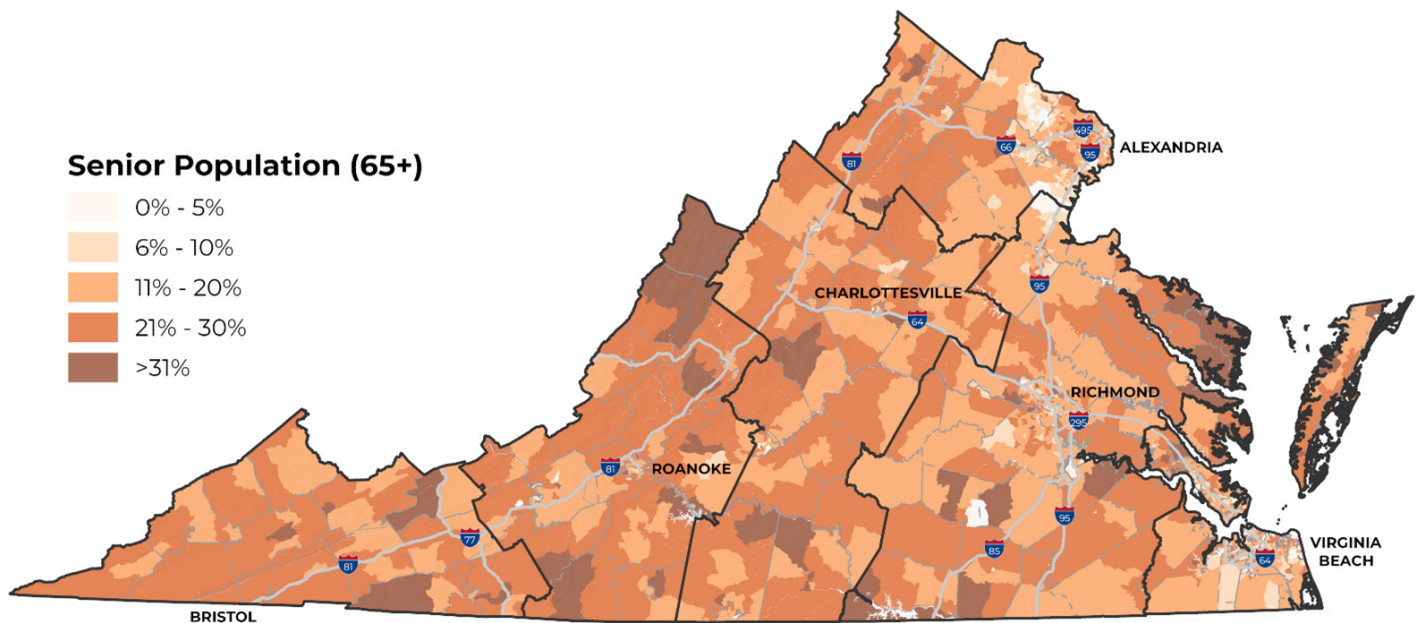 Senior Population (65+)
0% - 5%
6% - 10%
11% - 20%
21% - 30%
>31%
495
ALEXANDRIA
66
95
81
CHARLOTTESVILLE
95
64
RICHMOND
295
81
ROANOKE
95
77
85
VIRGINIA
BEACH
64
81
BRISTOL